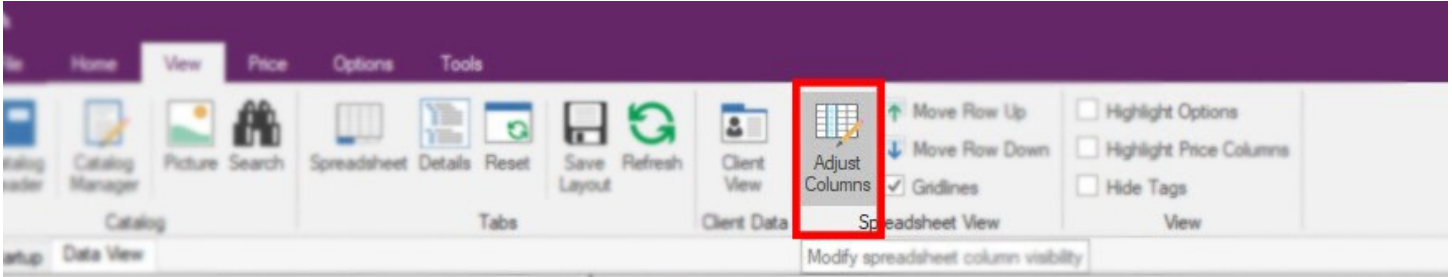 File Home View Price Options Tools
Catalog Manager Picture Search Spreadsheet Details Reset Save Layout Refresh Client View Adjust Columns
Move Row Up
Move Row Down
Gridlines
Highlight Options
Highlight Price Columns
Hide Tags
Catalog Tabs Client Data Spreadsheet View View
Data View
Modify spreadsheet column visibility